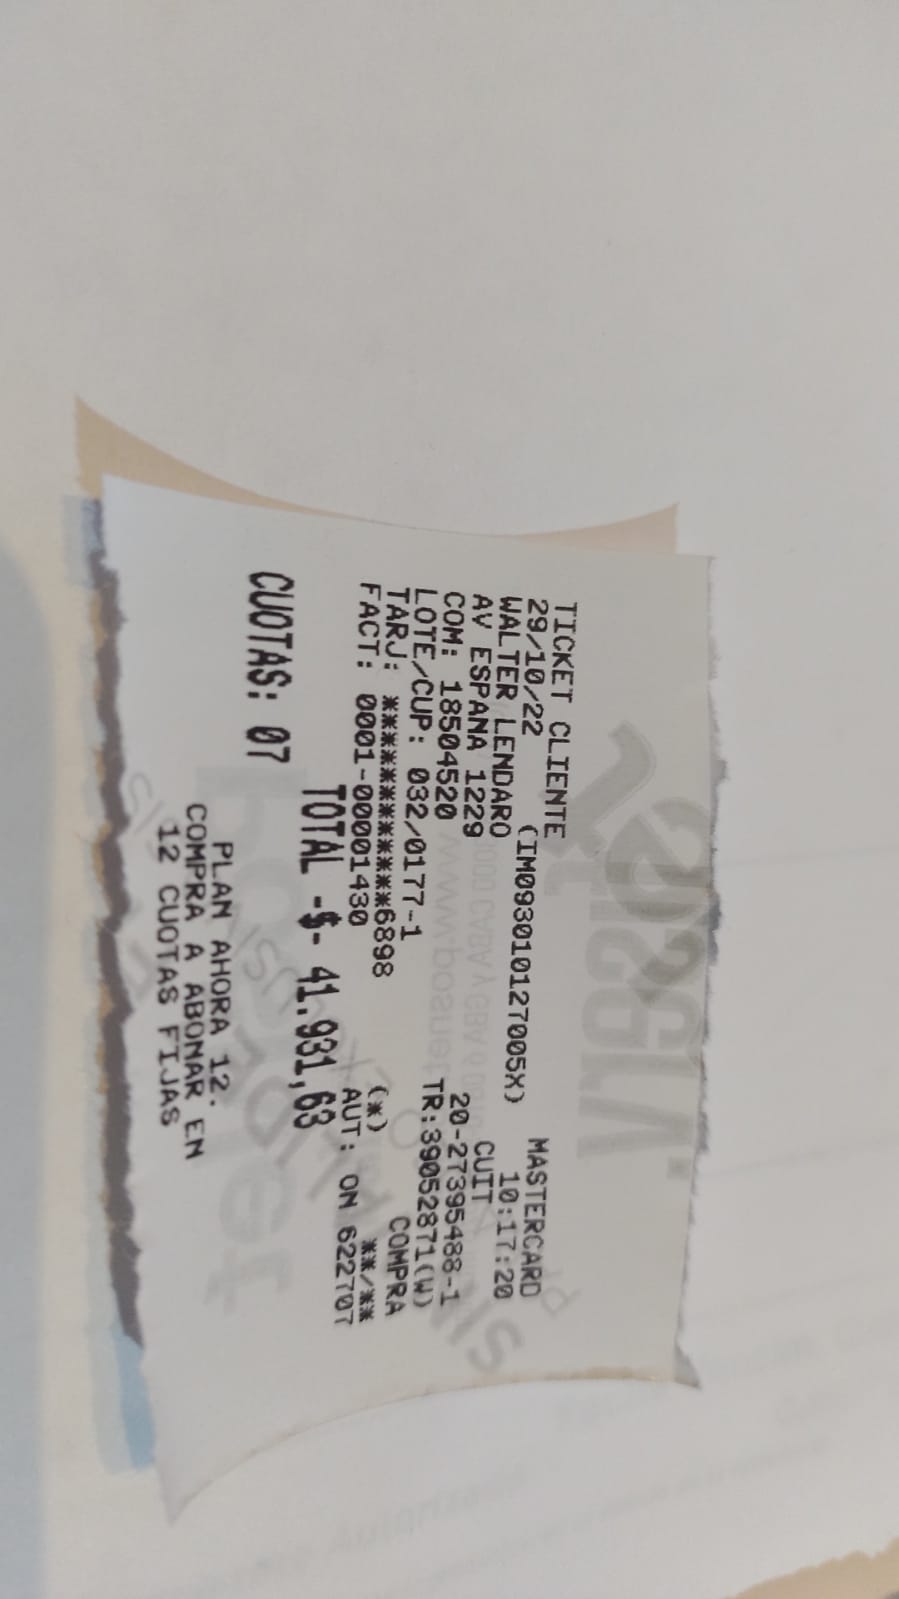 TICKET CLIENTE
MASTERCARD
29/10/22 (IM093010127005X) 10:17:20
WALTER LENDARO CUIT
AV ESPANA 1229 20-27395488-1
COM: 18504520 TR:39052871(W)
LOTE/CUP: 032/0177-1 COMPRA
TARJ: ************6898 (*) **/**
FACT: 0001-00001430 AUT: ON 622707
TOTAL -$- 41.931,63
CUOTAS: 07
PLAN AHORA 12.
COMPRA A ABONAR EN
12 CUOTAS FIJAS